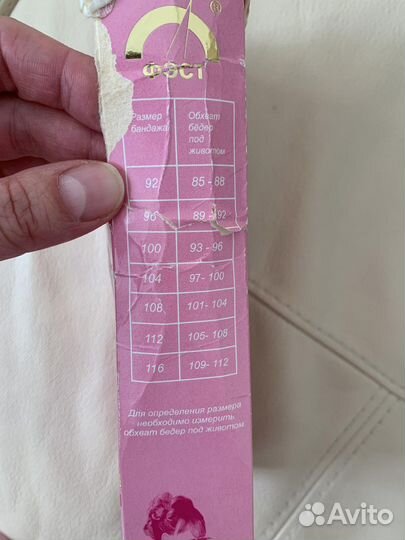 ®
ФЭСТ
Размер бандажа Обхват бёдер под животом
92 85 - 88
96 89 - 92
100 93 - 96
104 97 - 100
108 101- 104
112 105- 108
116 109- 112
Для определения размера
необходимо измерить
обхват бедер под животом
Avito